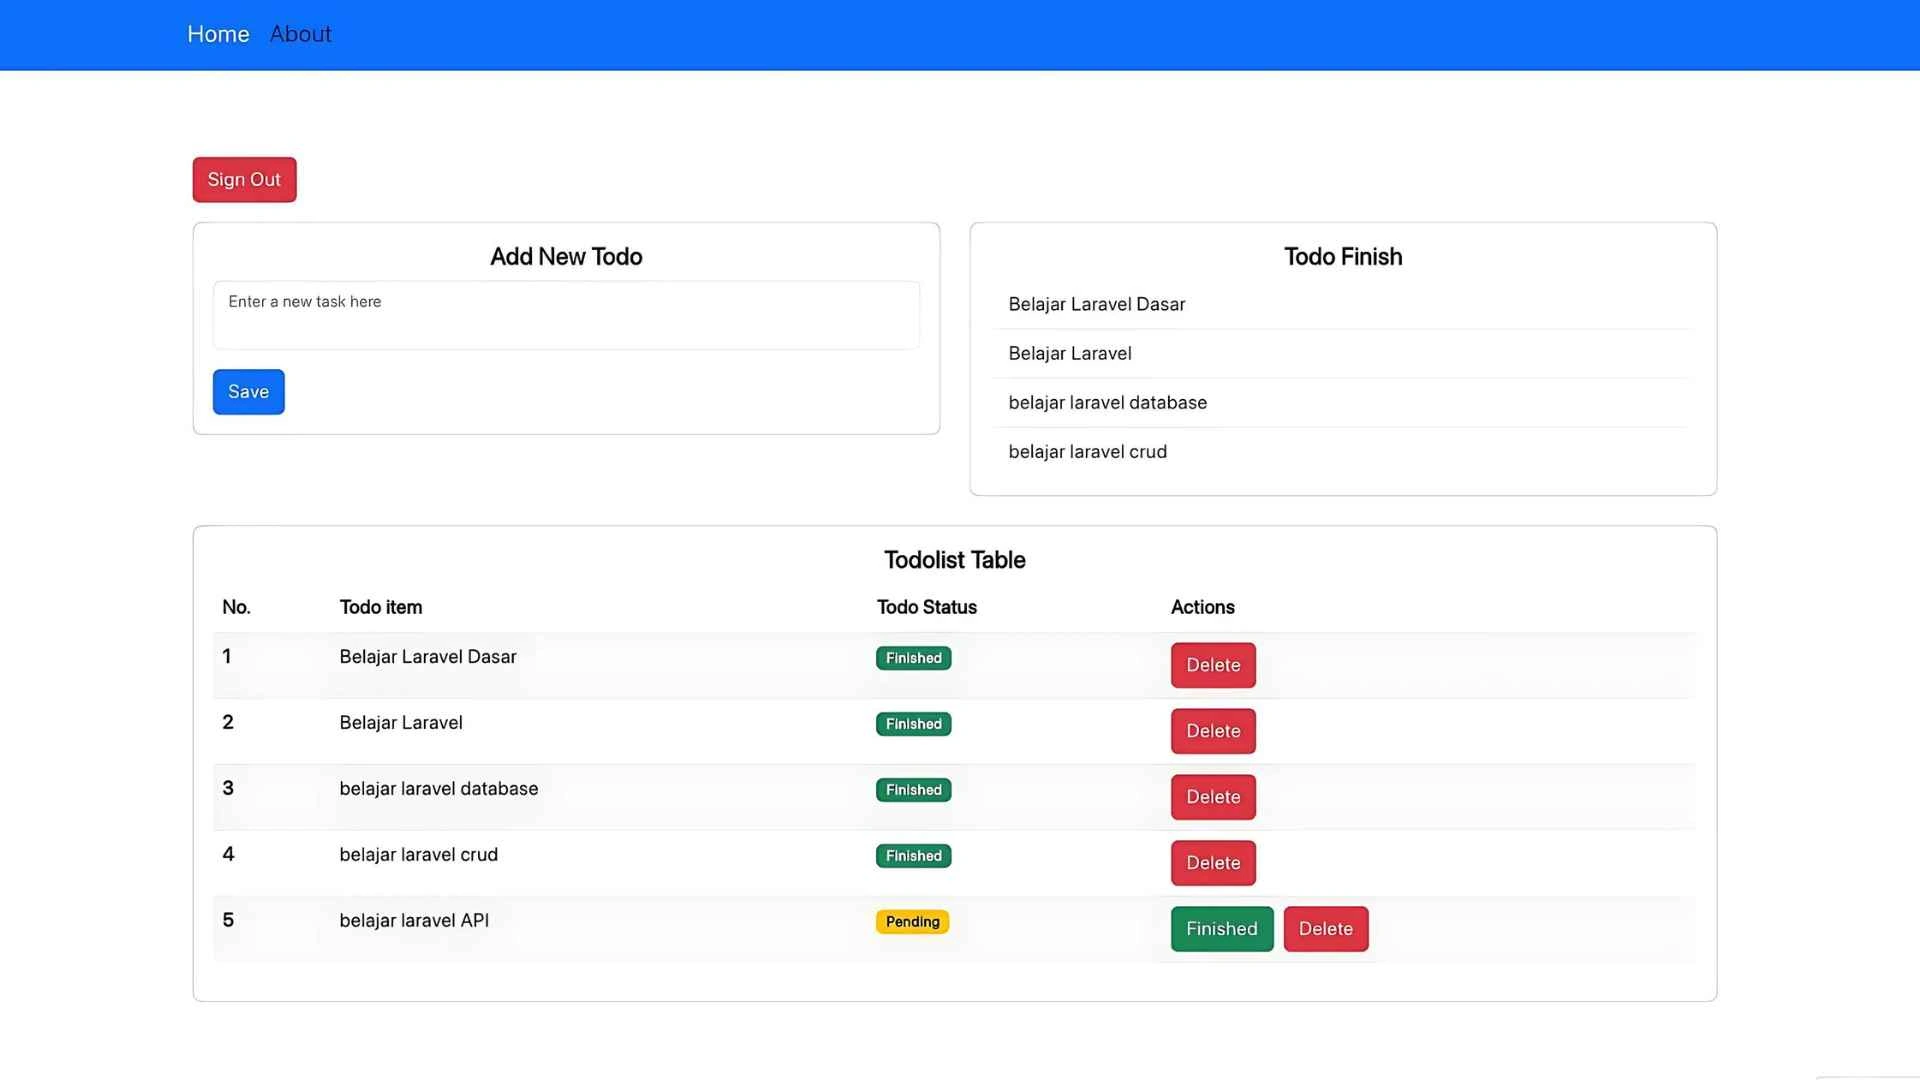 Home About
Sign Out
Add New Todo
Enter a new task here
Save
Todo Finish
Belajar Laravel Dasar
Belajar Laravel
belajar laravel database
belajar laravel crud
Todolist Table
No. Todo item Todo Status Actions
1 Belajar Laravel Dasar Finished Delete
2 Belajar Laravel Finished Delete
3 belajar laravel database Finished Delete
4 belajar laravel crud Finished Delete
5 belajar laravel API Pending Finished Delete